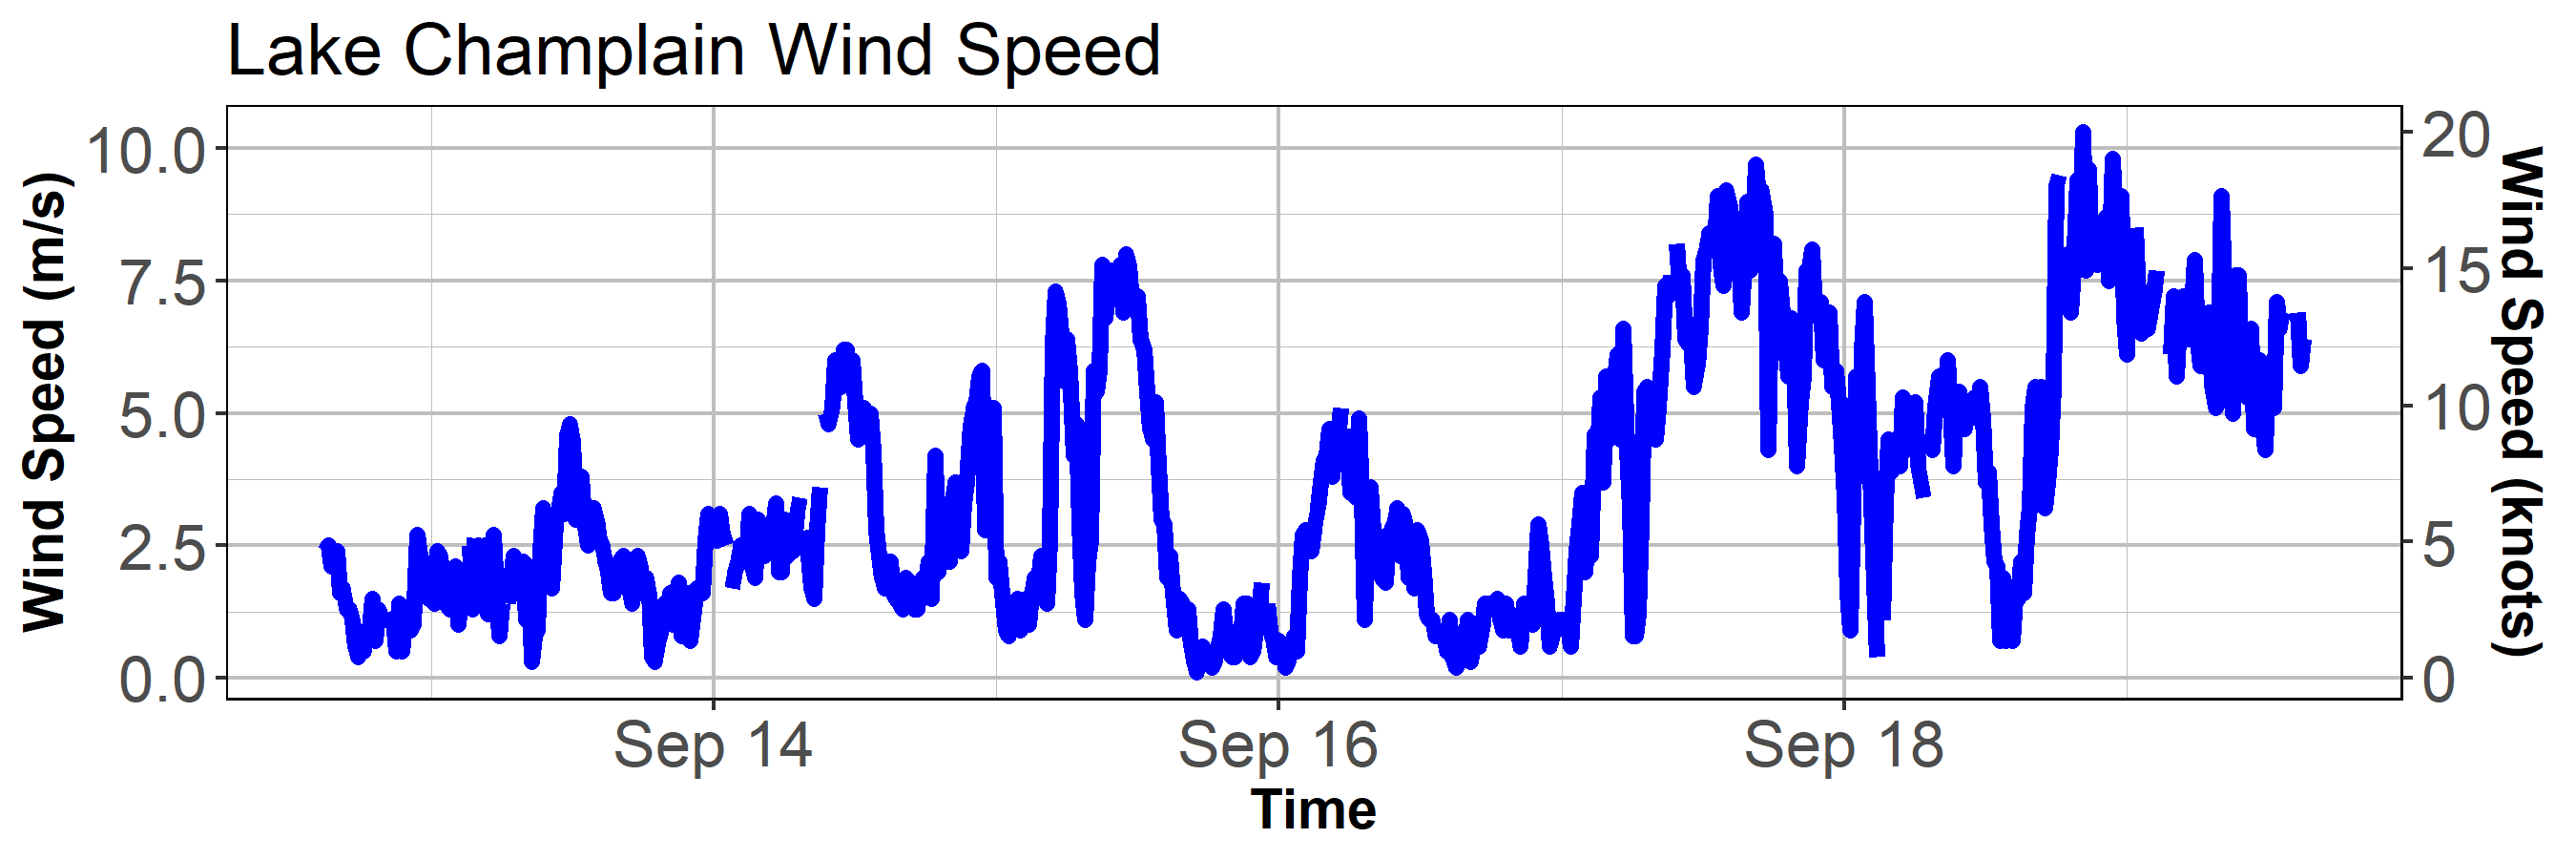 Lake Champlain Wind Speed
Wind Speed (m/s)
10.0
7.5
5.0
2.5
0.0
20
15
10
5
0
Wind Speed (knots)
Sep 14
Sep 16
Sep 18
Time